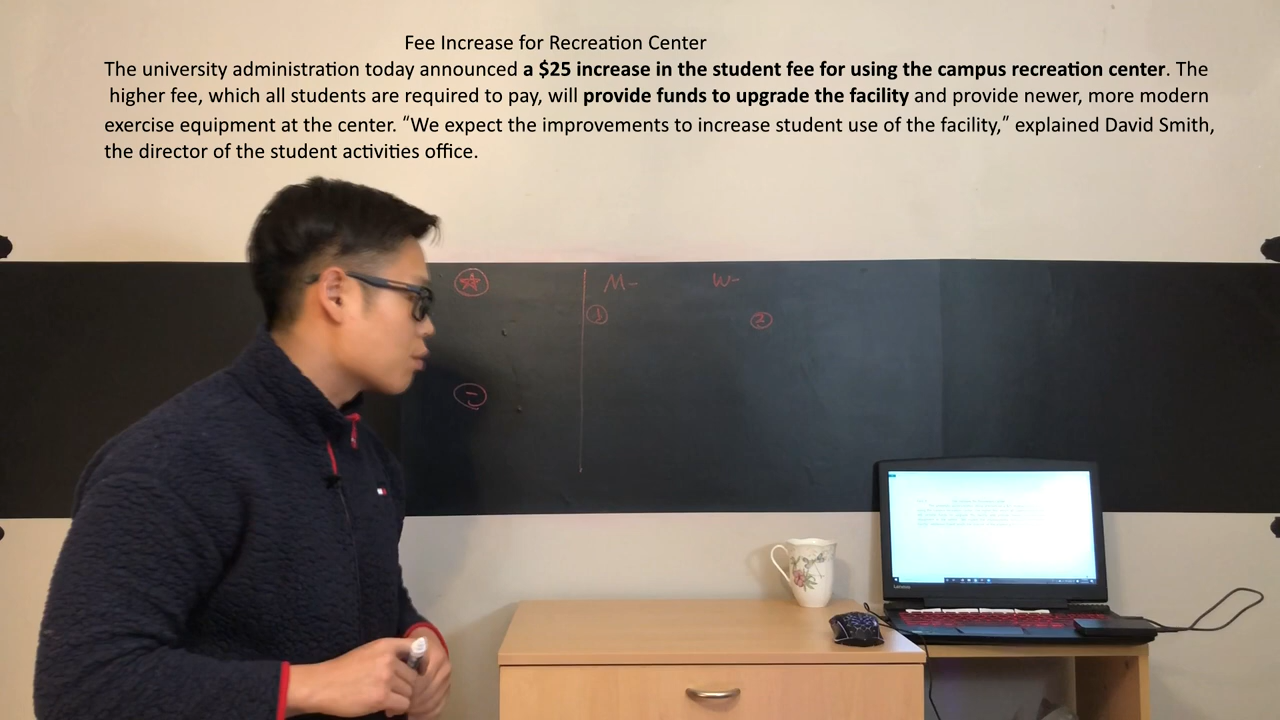 Fee Increase for Recreation Center
The university administration today announced a $25 increase in the student fee for using the campus recreation center. The
higher fee, which all students are required to pay, will provide funds to upgrade the facility and provide newer, more modern
exercise equipment at the center. “We expect the improvements to increase student use of the facility,” explained David Smith,
the director of the student activities office.
M- W-
① ②
Lenovo